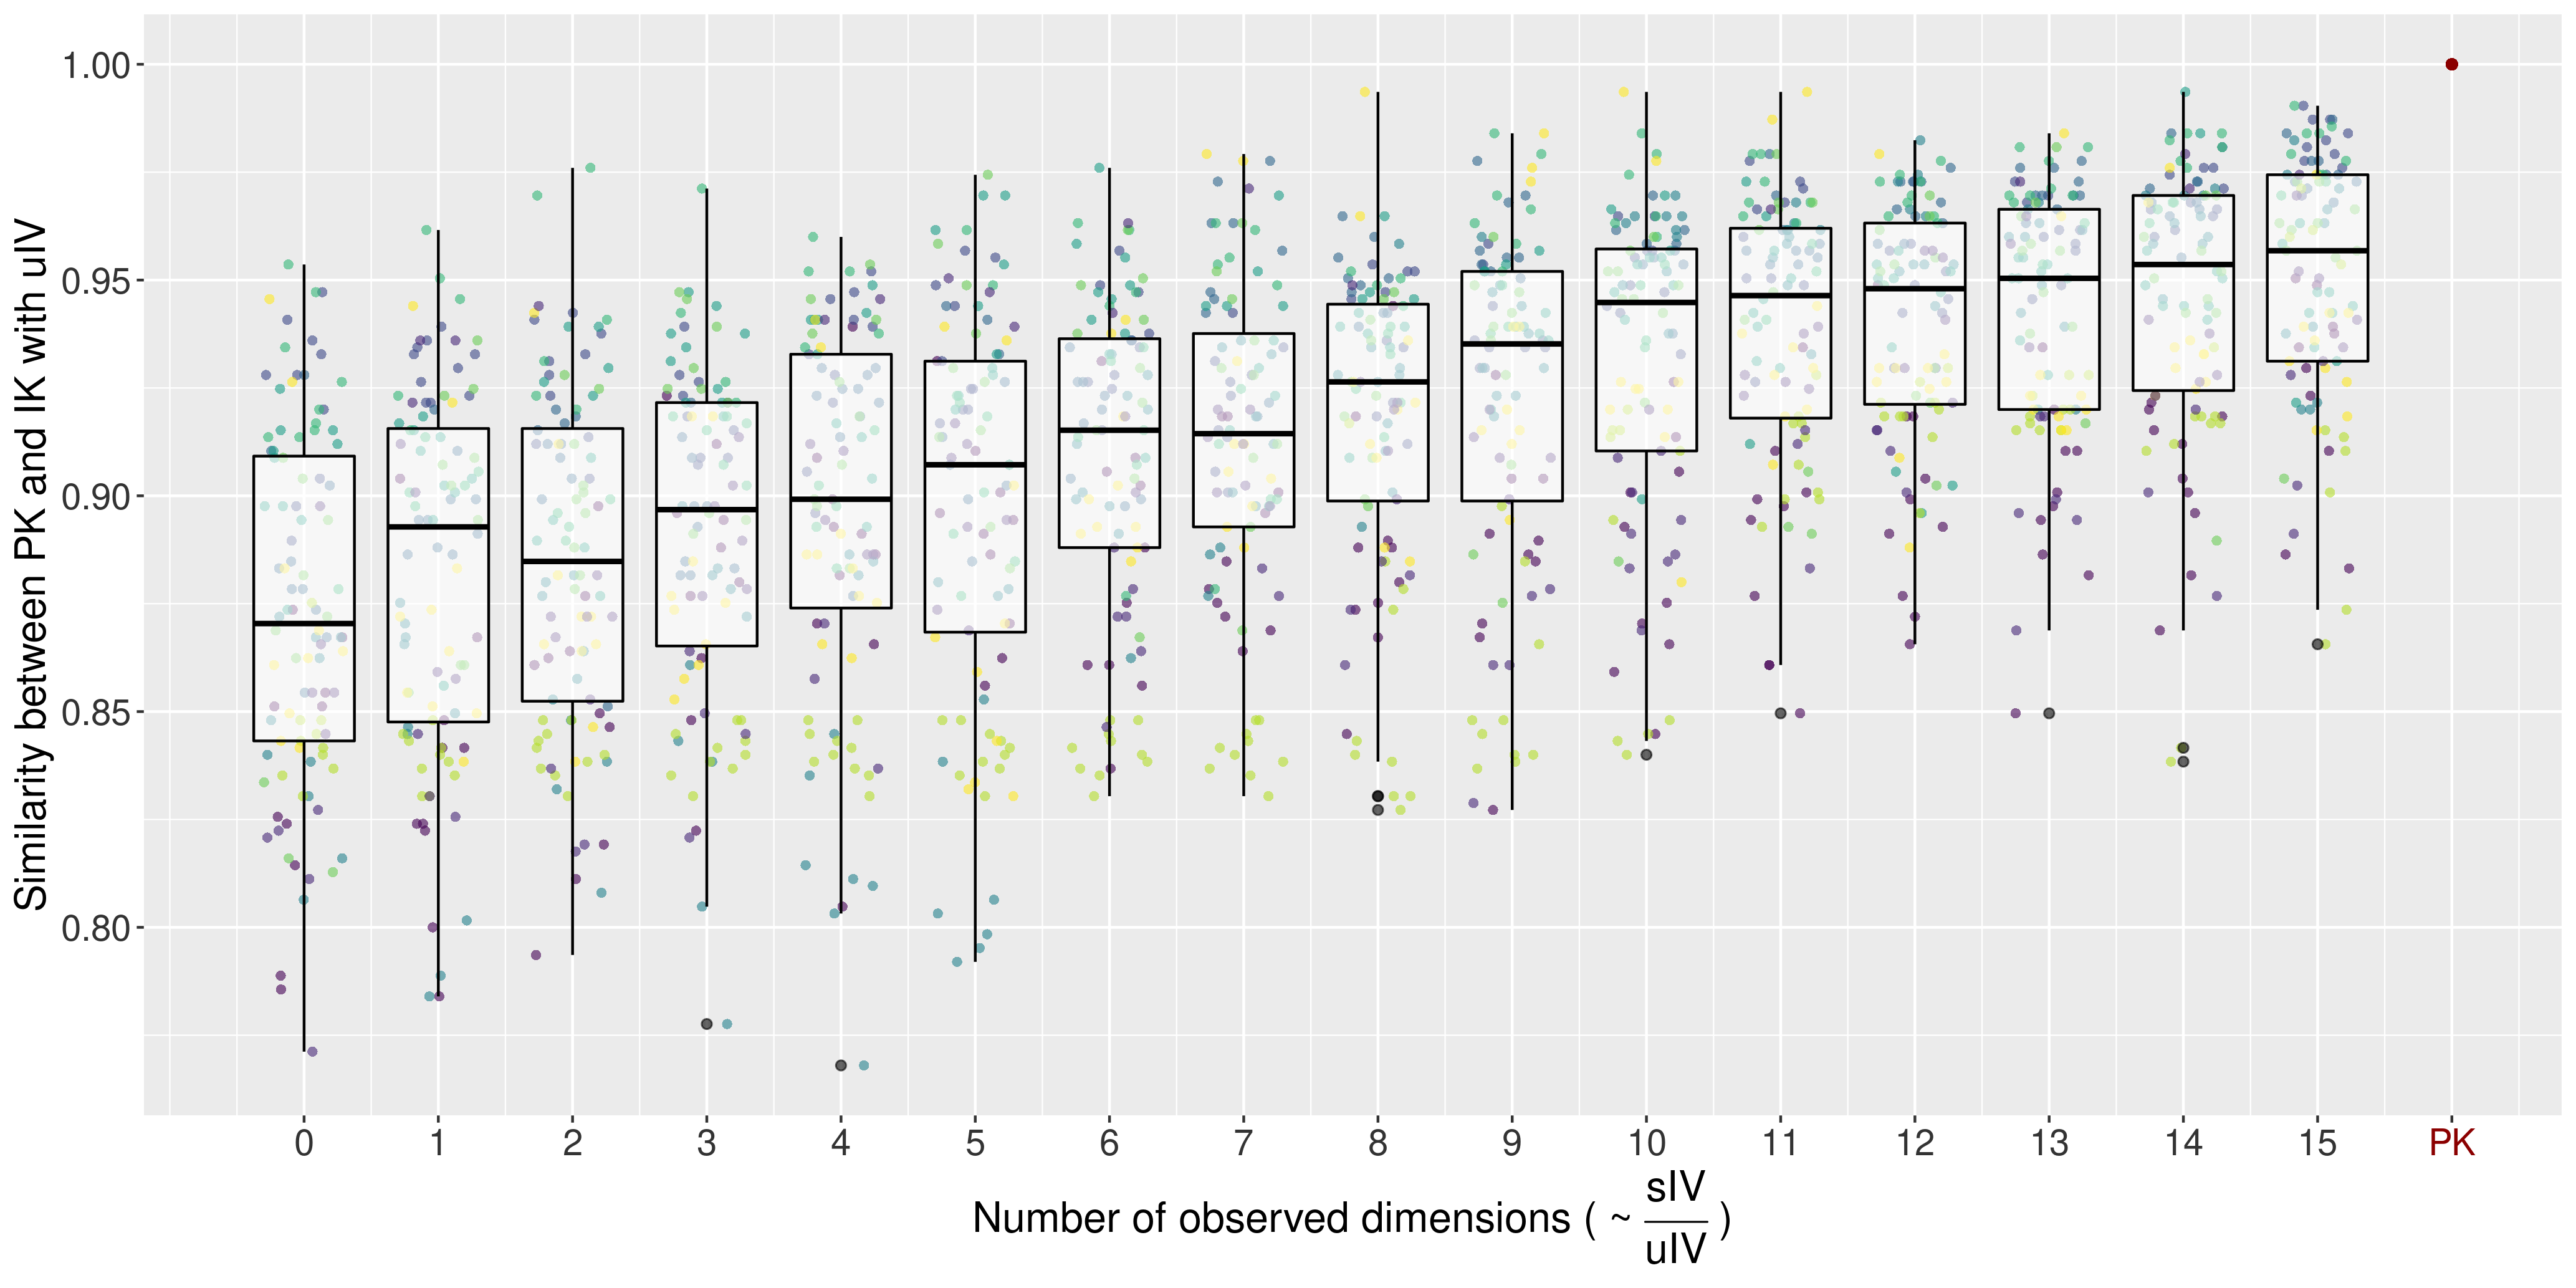 Similarity between PK and IK with uIV
1.00
0.95
0.90
0.85
0.80
0 1 2 3 4 5 6 7 8 9 10 11 12 13 14 15 PK
sIV
Number of observed dimensions ( ~ )
uIV